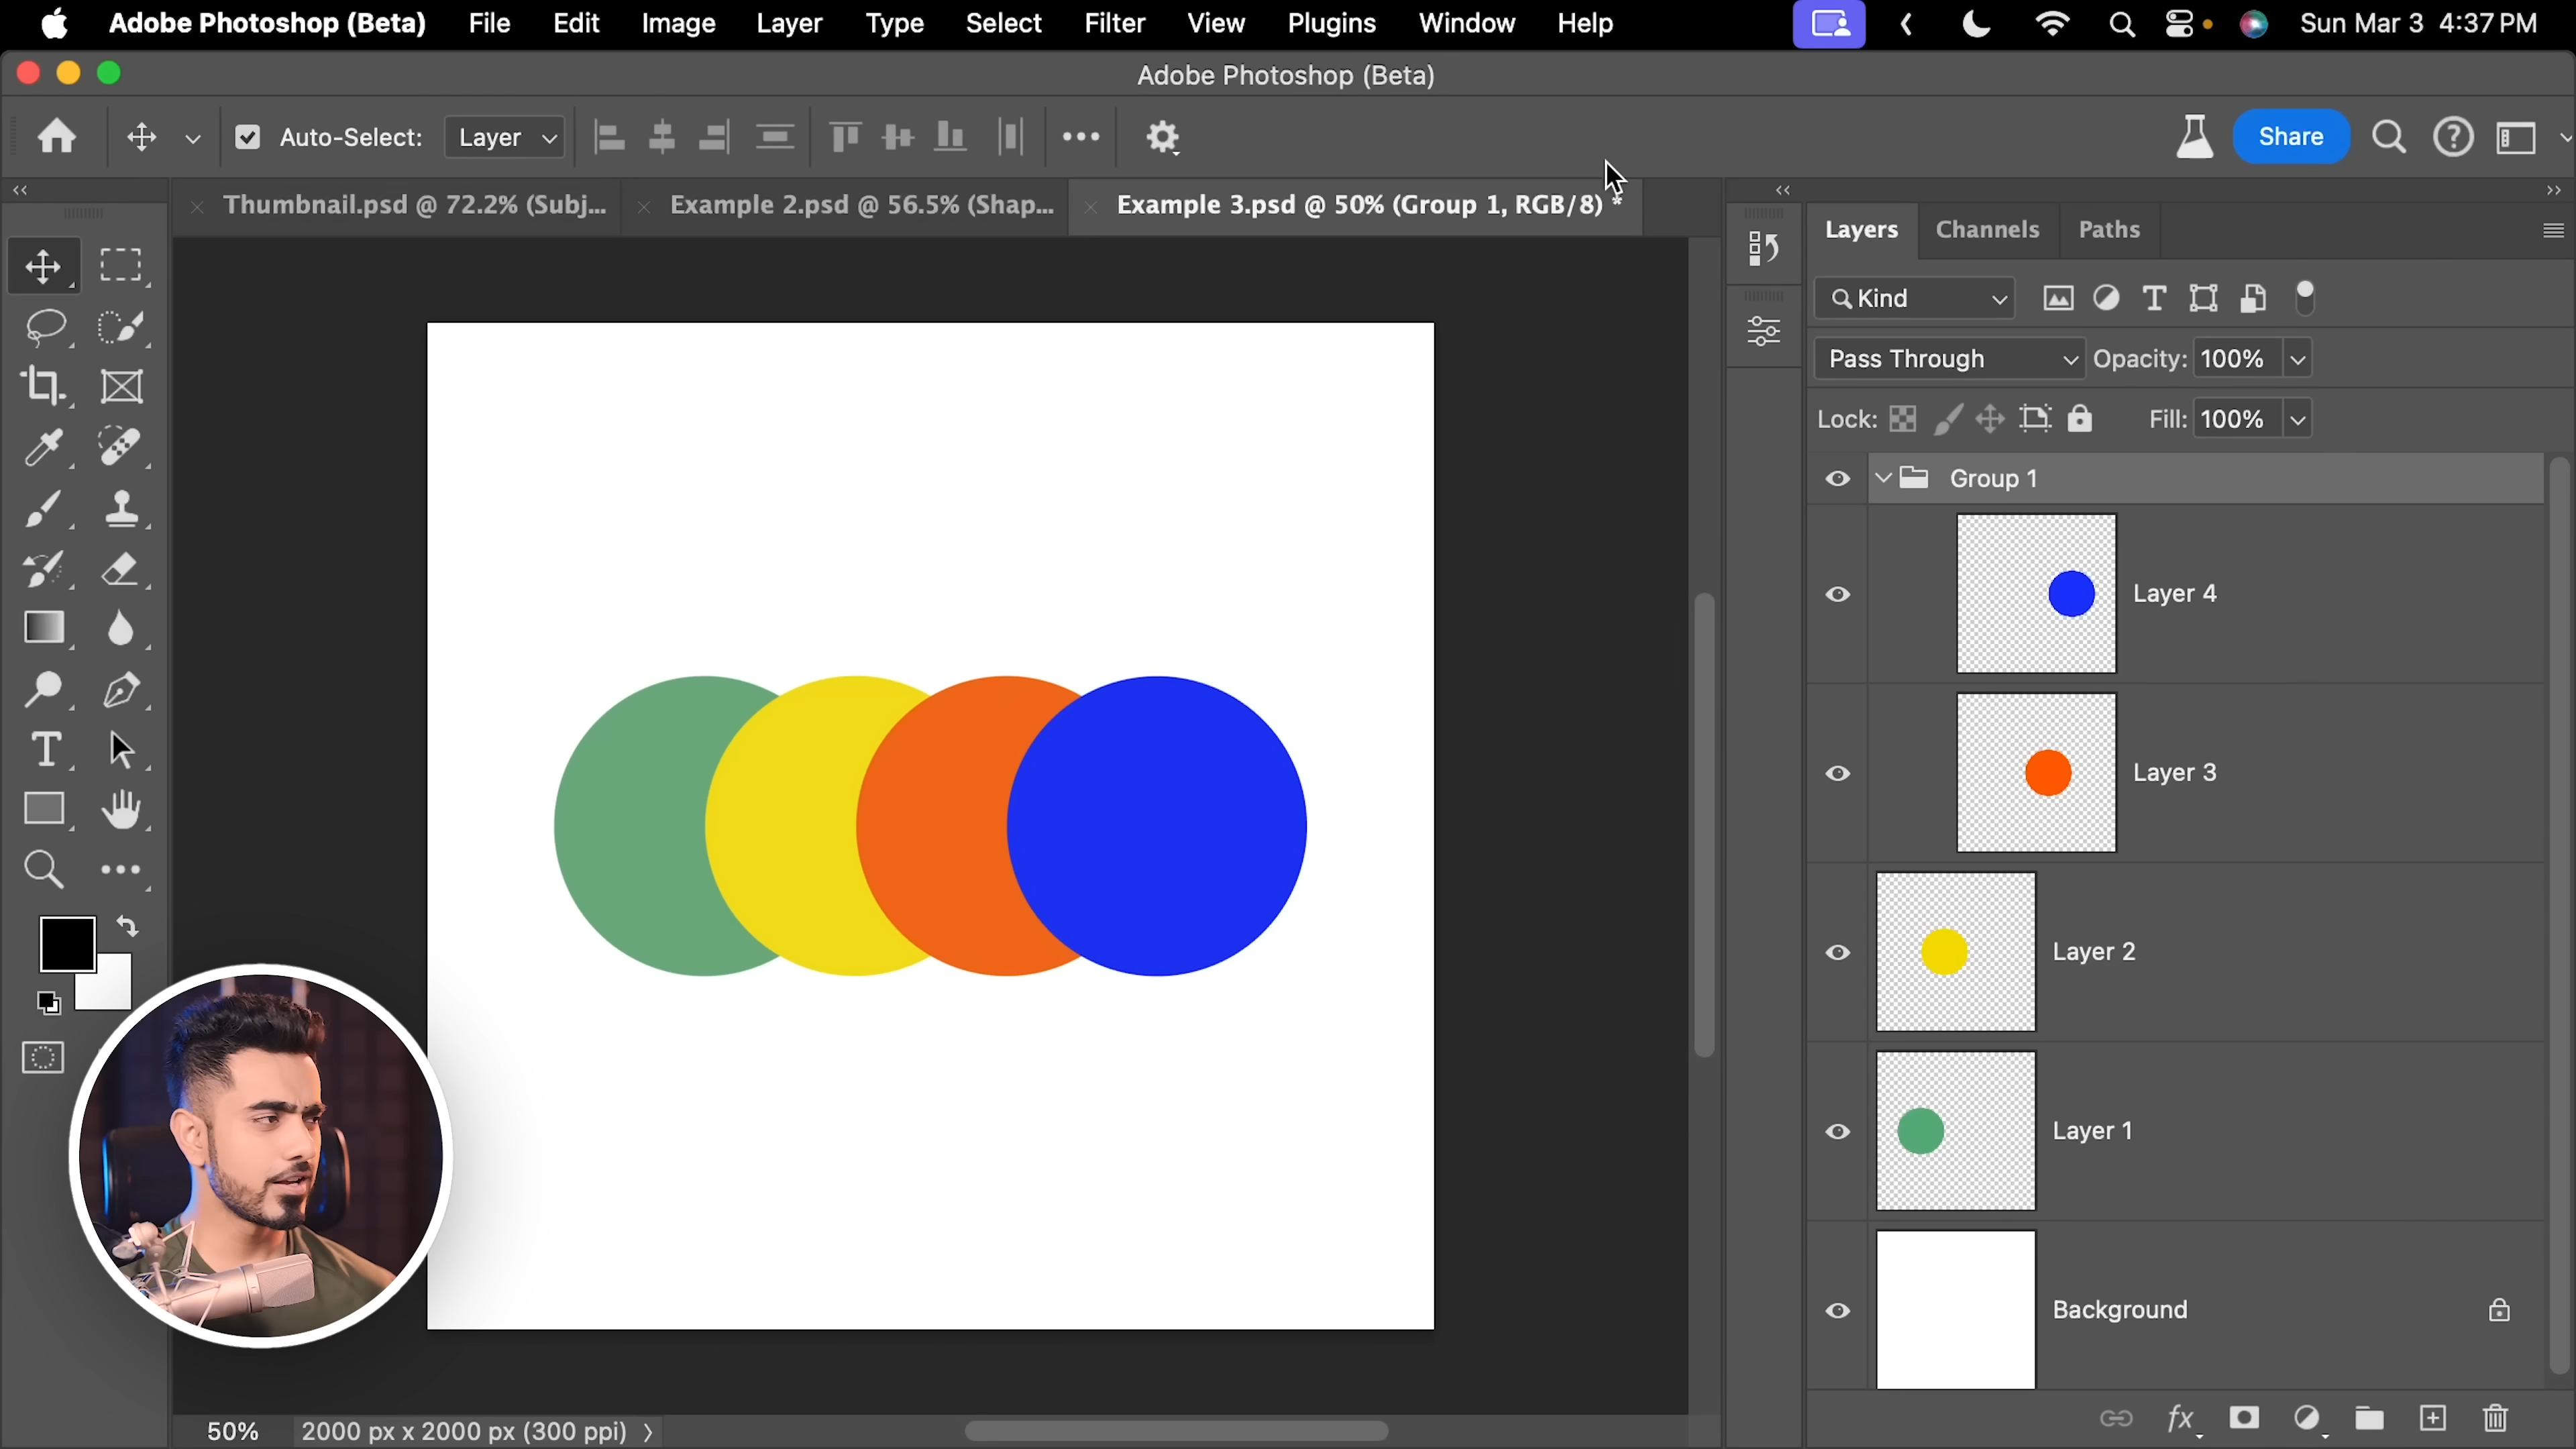 Adobe Photoshop (Beta) File Edit Image Layer Type Select Filter View Plugins Window Help Sun Mar 3 4:37 PM
Adobe Photoshop (Beta)
Auto-Select: Layer Share
Thumbnail.psd @ 72.2% (Subj... Example 2.psd @ 56.5% (Shap... Example 3.psd @ 50% (Group 1, RGB/8) *
Layers Channels Paths
Kind
Pass Through Opacity: 100%
Lock: Fill: 100%
Group 1
Layer 4
Layer 3
Layer 2
Layer 1
Background
fx
50% 2000 px x 2000 px (300 ppi)